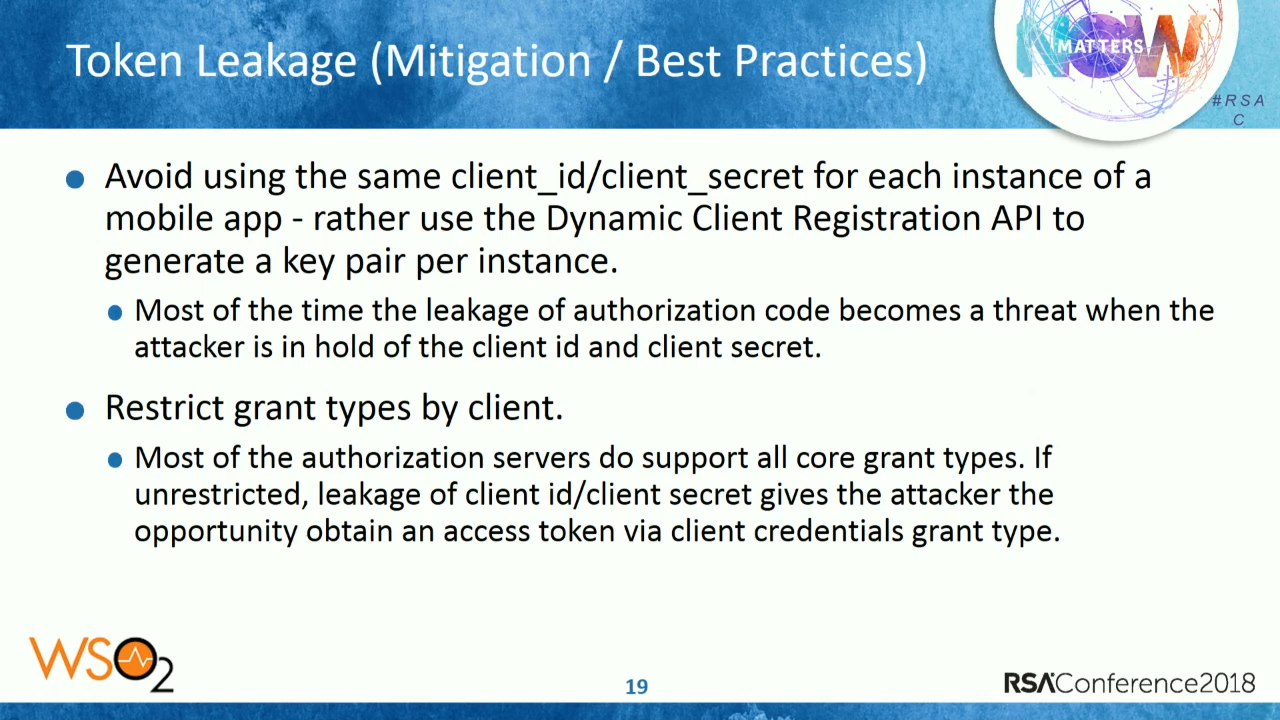 Token Leakage (Mitigation / Best Practices)
NOW
MATTERS
#RSA
C
Avoid using the same client_id/client_secret for each instance of a
mobile app - rather use the Dynamic Client Registration API to
generate a key pair per instance.
Most of the time the leakage of authorization code becomes a threat when the
attacker is in hold of the client id and client secret.
Restrict grant types by client.
Most of the authorization servers do support all core grant types. If
unrestricted, leakage of client id/client secret gives the attacker the
opportunity obtain an access token via client credentials grant type.
WSO2
19
RSAConference2018